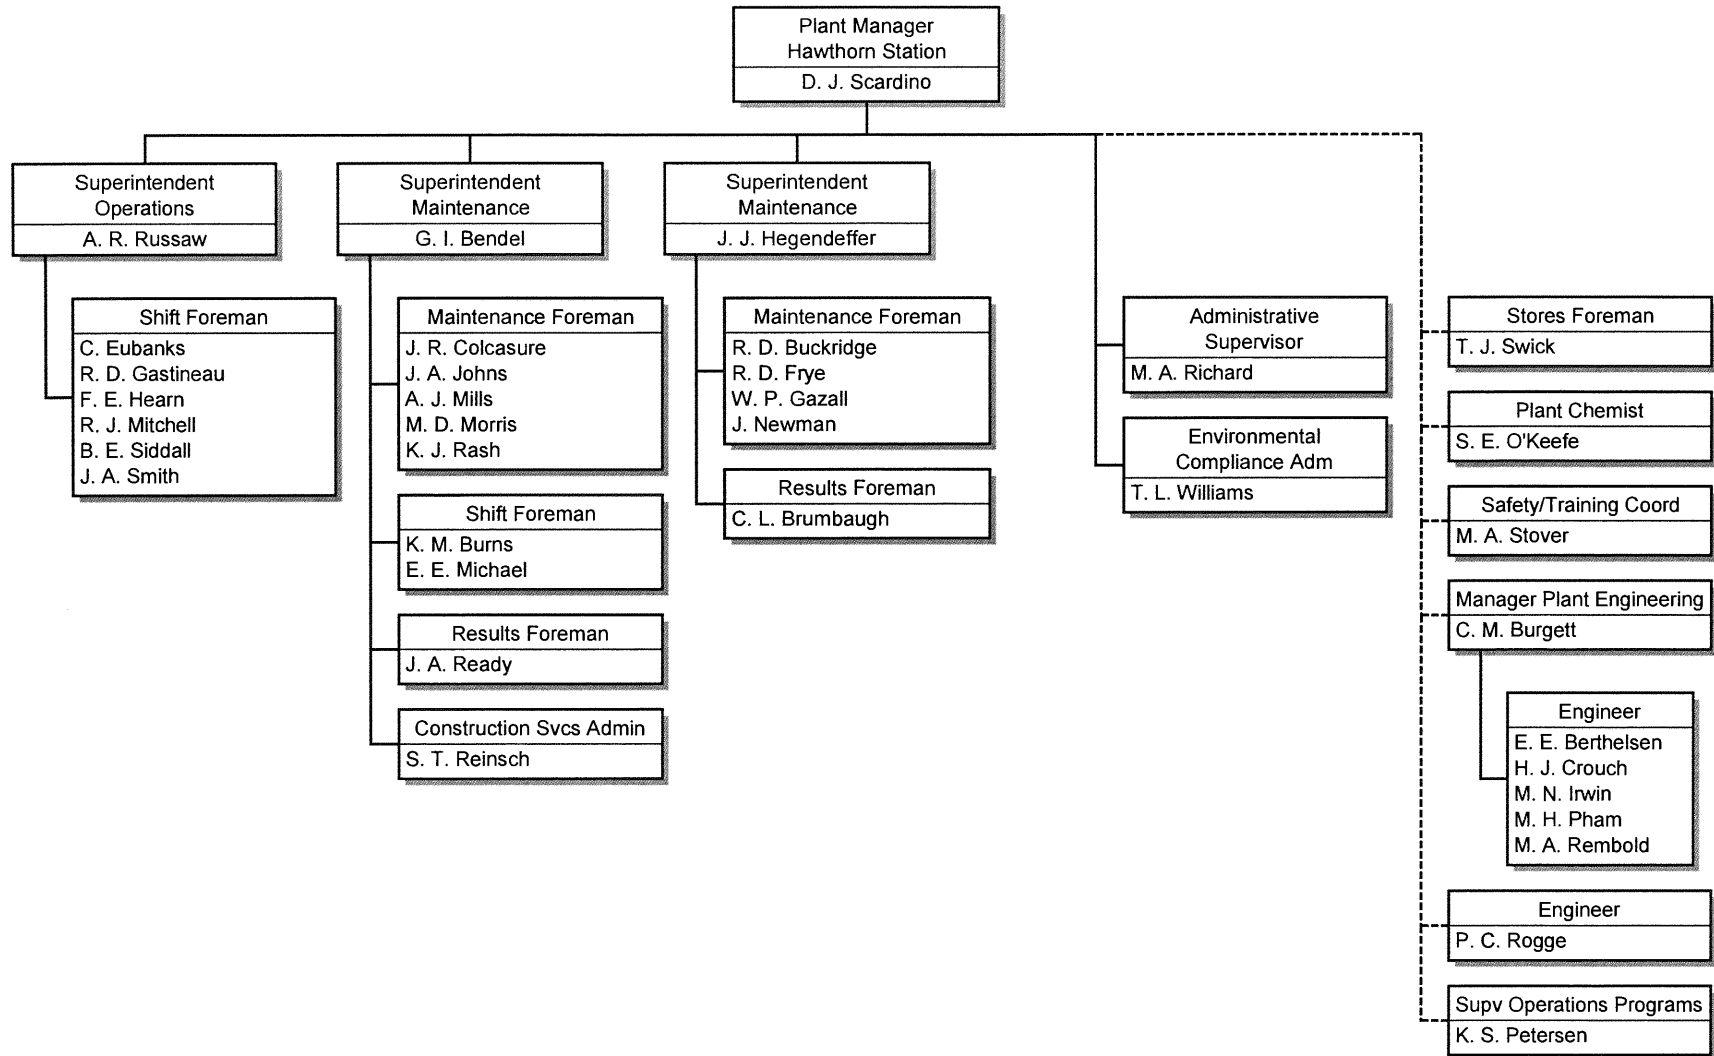 Plant Manager
Hawthorn Station
D. J. Scardino
Superintendent
Operations
A. R. Russaw
Shift Foreman
C. Eubanks
R. D. Gastineau
F. E. Hearn
R. J. Mitchell
B. E. Siddall
J. A. Smith
Superintendent
Maintenance
G. I. Bendel
Maintenance Foreman
J. R. Colcasure
J. A. Johns
A. J. Mills
M. D. Morris
K. J. Rash
Shift Foreman
K. M. Burns
E. E. Michael
Results Foreman
J. A. Ready
Construction Svcs Admin
S. T. Reinsch
Superintendent
Maintenance
J. J. Hegendeffer
Maintenance Foreman
R. D. Buckridge
R. D. Frye
W. P. Gazall
J. Newman
Results Foreman
C. L. Brumbaugh
Administrative
Supervisor
M. A. Richard
Environmental
Compliance Adm
T. L. Williams
Stores Foreman
T. J. Swick
Plant Chemist
S. E. O'Keefe
Safety/Training Coord
M. A. Stover
Manager Plant Engineering
C. M. Burgett
Engineer
E. E. Berthelsen
H. J. Crouch
M. N. Irwin
M. H. Pham
M. A. Rembold
Engineer
P. C. Rogge
Supv Operations Programs
K. S. Petersen